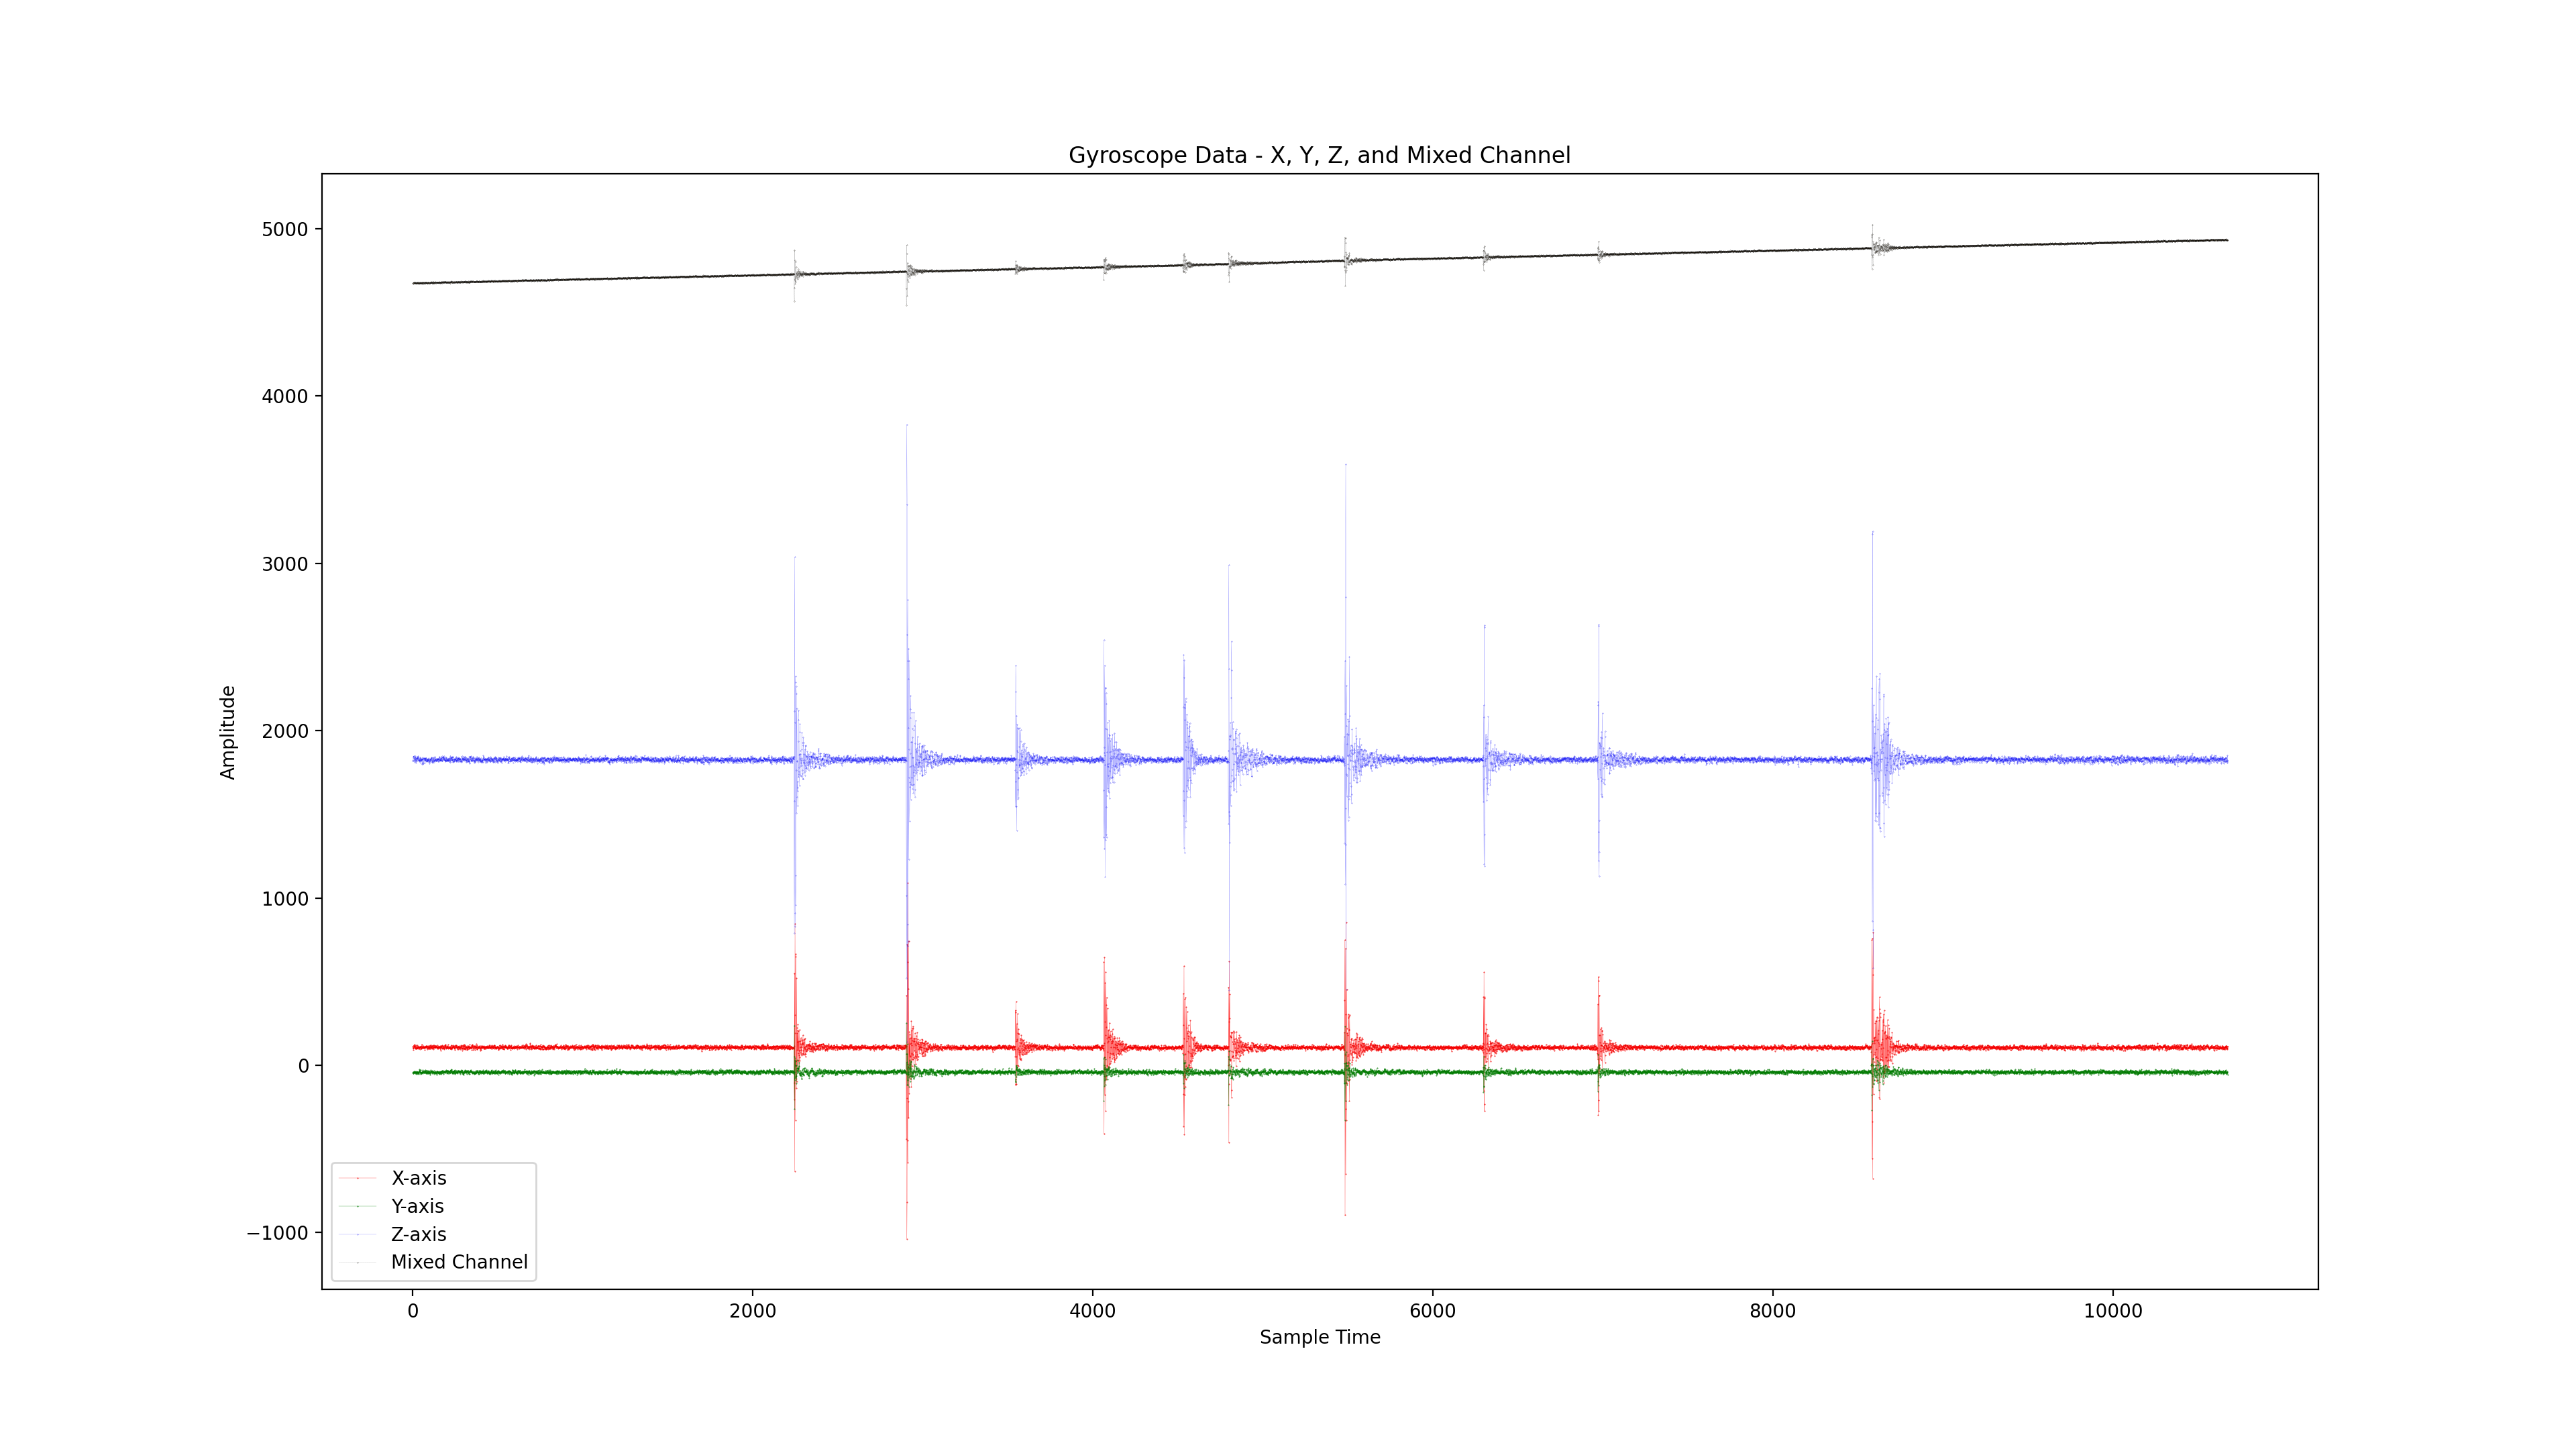 Gyroscope Data - X, Y, Z, and Mixed Channel
5000
4000
3000
2000
1000
0
−1000
Amplitude
X-axis
Y-axis
Z-axis
Mixed Channel
0 2000 4000 6000 8000 10000
Sample Time